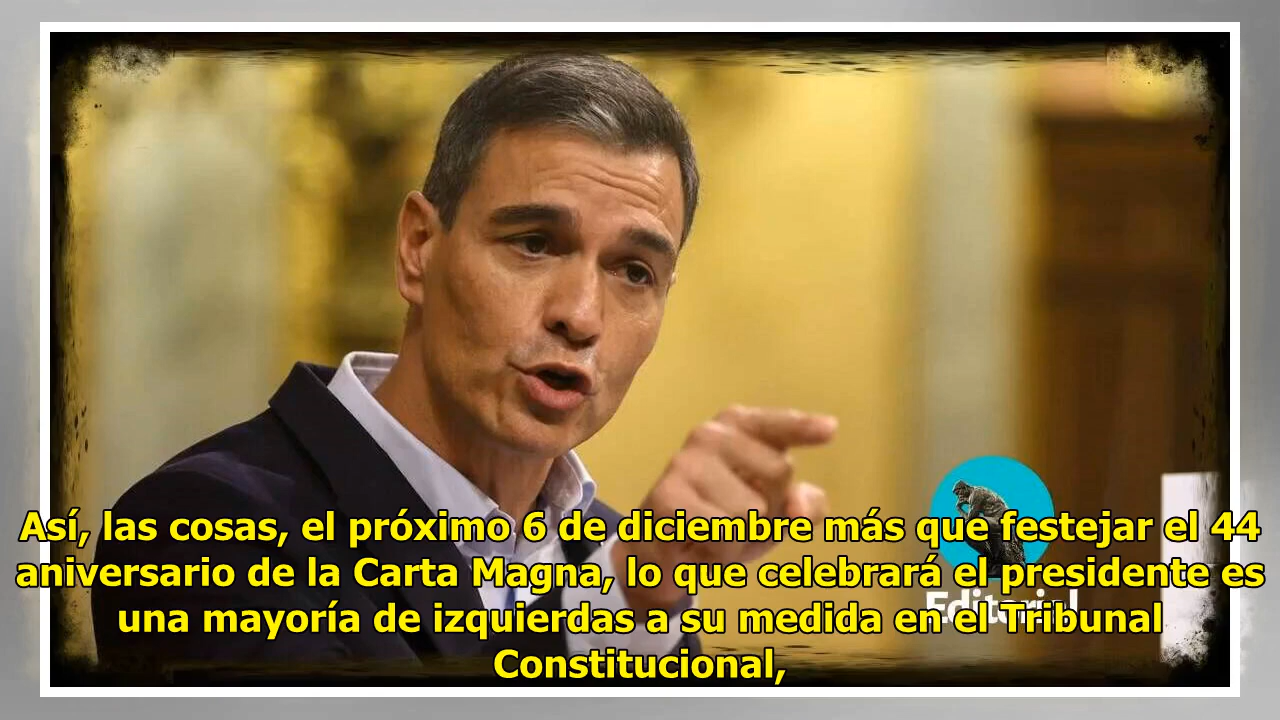 Así, las cosas, el próximo 6 de diciembre más que festejar el 44
aniversario de la Carta Magna, lo que celebrará el presidente es
una mayoría de izquierdas a su medida en el Tribunal
Constitucional,
Editorial